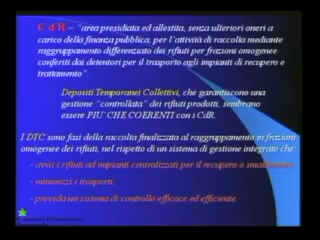 C d R – "area presidiata ed allestita, senza ulteriori oneri a
carico della finanza pubblica, per l'attività di raccolta mediante
raggruppamento differenziato dei rifiuti per frazioni omogenee
conferiti dai detentori per il trasporto agli impianti di recupero e
trattamento".
Depositi Temporanei Collettivi, che garantiscono una
gestione "controllata" dei rifiuti prodotti, sembrano
essere PIU' CHE COERENTI con i CdR.
I DTC sono fasi della raccolta finalizzata al raggruppamento in frazioni
omogenee dei rifiuti, nel rispetto di un sistema di gestione integrato che:
- avvii i rifiuti ad impianti centralizzati per il recupero o smaltimento;
- minimizzi i trasporti;
- preveda un sistema di controllo efficace ed efficiente.